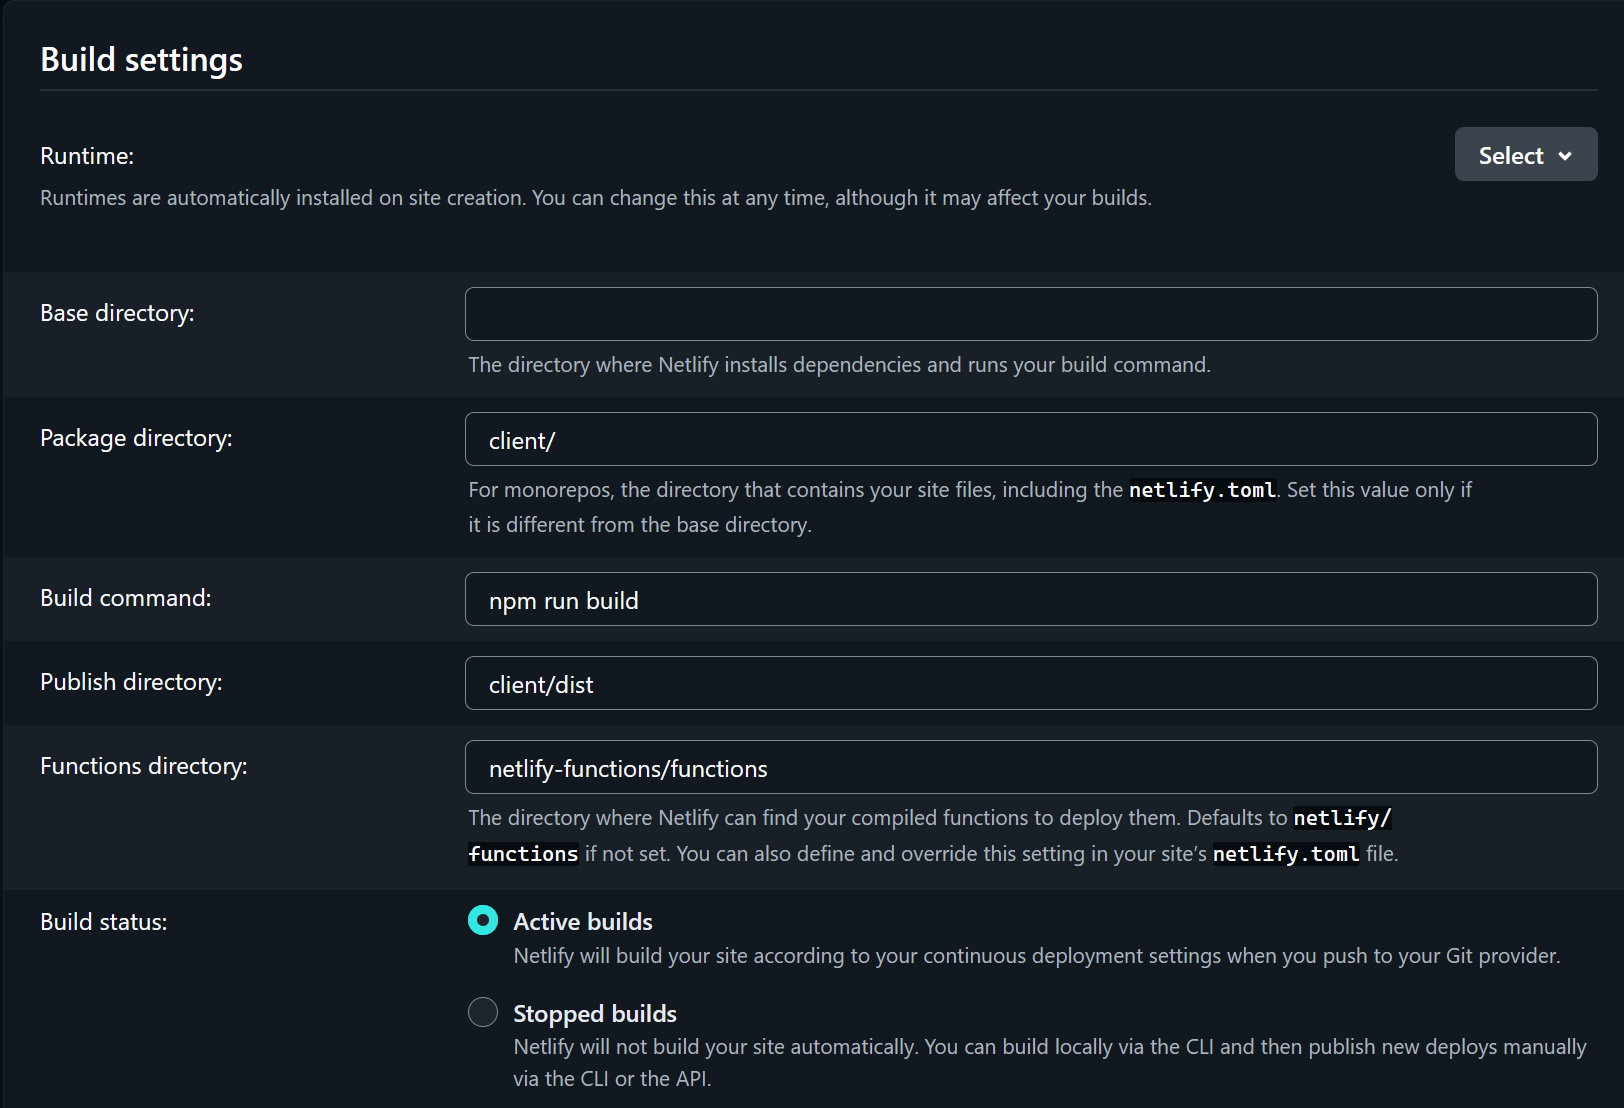 Build settings
Runtime:
Select
Runtimes are automatically installed on site creation. You can change this at any time, although it may affect your builds.
Base directory:
The directory where Netlify installs dependencies and runs your build command.
Package directory:
client/
For monorepos, the directory that contains your site files, including the netlify.toml. Set this value only if
it is different from the base directory.
Build command:
npm run build
Publish directory:
client/dist
Functions directory:
netlify-functions/functions
The directory where Netlify can find your compiled functions to deploy them. Defaults to netlify/
functions if not set. You can also define and override this setting in your site’s netlify.toml file.
Build status:
Active builds
Netlify will build your site according to your continuous deployment settings when you push to your Git provider.
Stopped builds
Netlify will not build your site automatically. You can build locally via the CLI and then publish new deploys manually
via the CLI or the API.